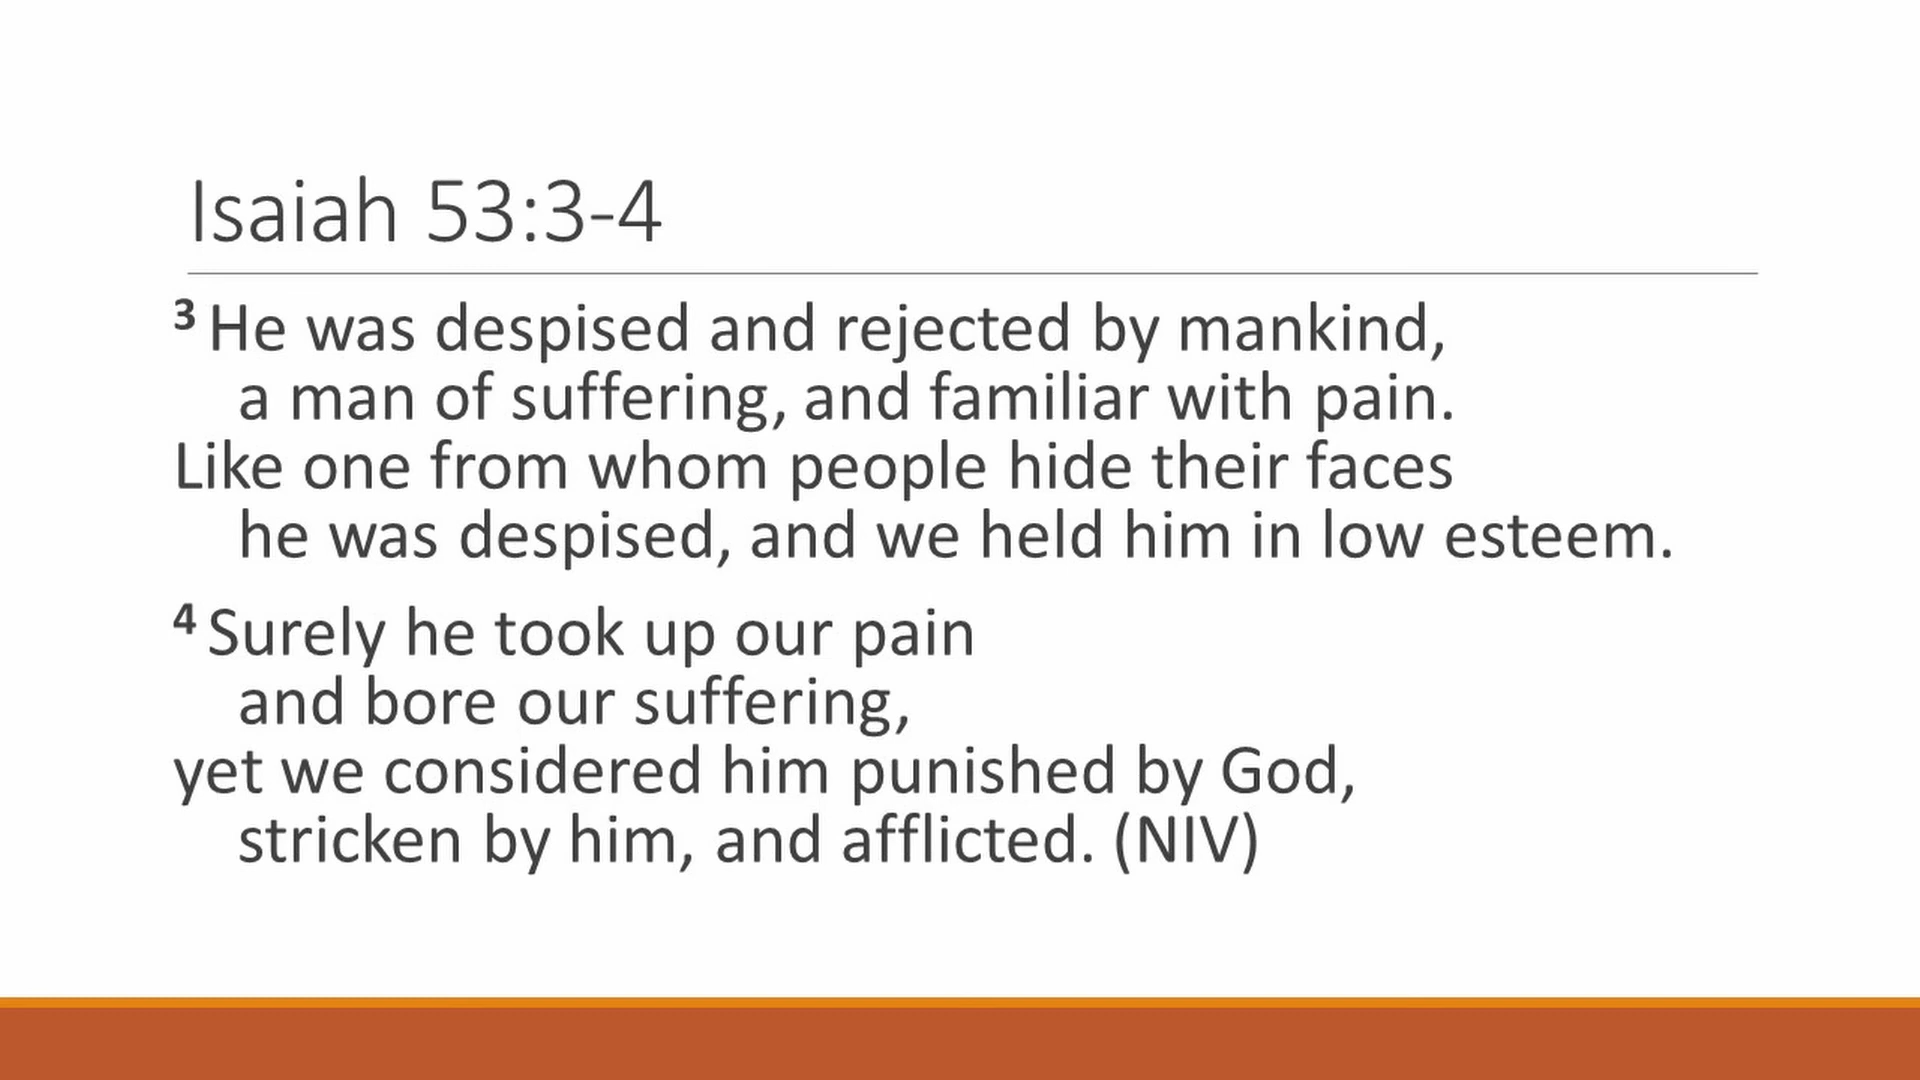 Isaiah 53:3-4
3 He was despised and rejected by mankind,
a man of suffering, and familiar with pain.
Like one from whom people hide their faces
he was despised, and we held him in low esteem.
4 Surely he took up our pain
and bore our suffering,
yet we considered him punished by God,
stricken by him, and afflicted. (NIV)